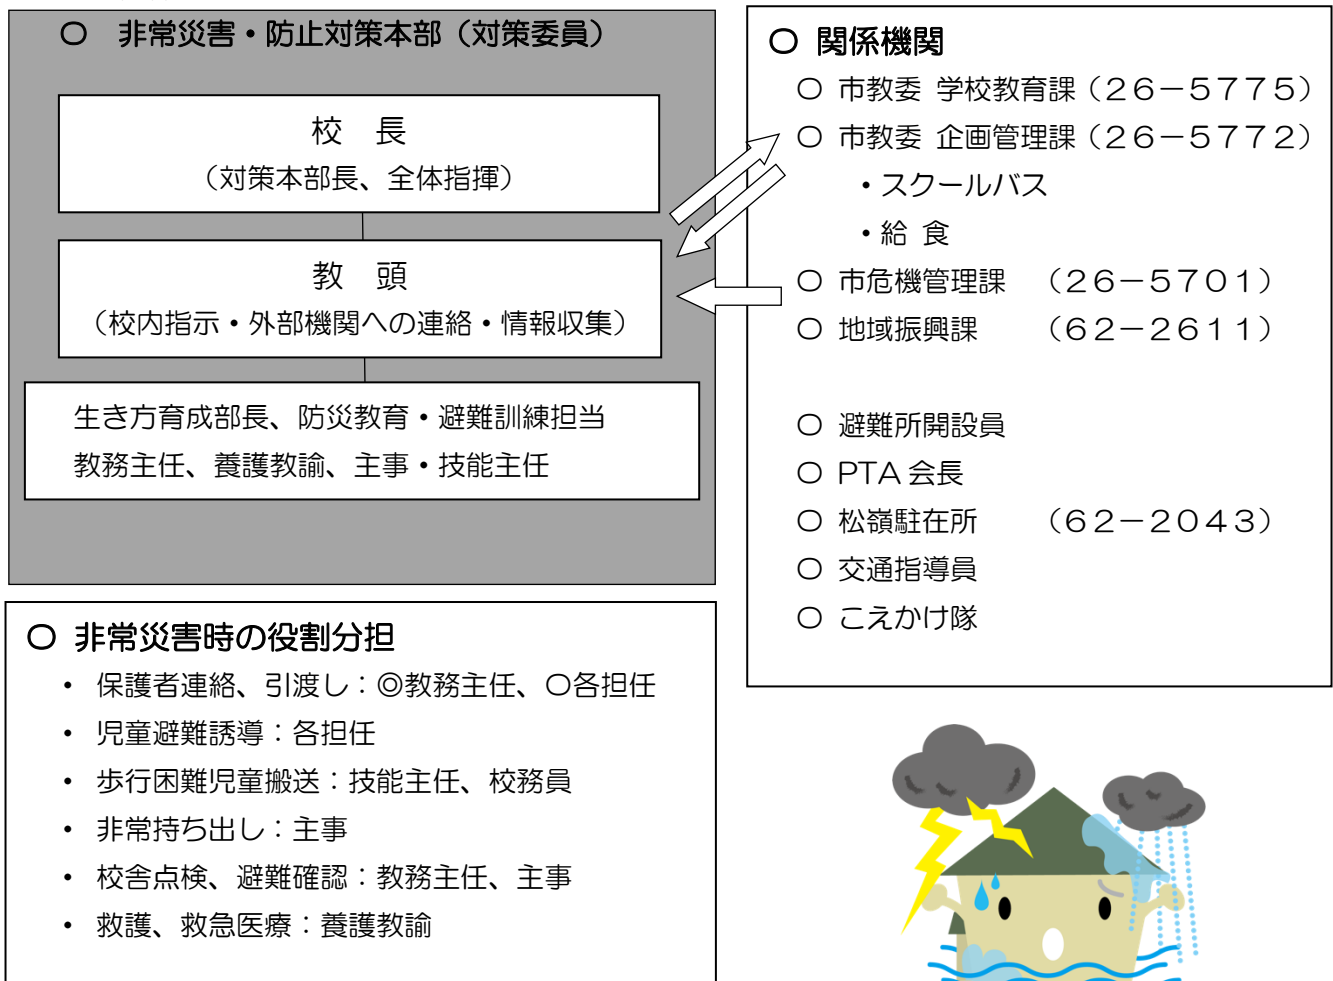 〇 非常災害・防止対策本部（対策委員）
校　長
（対策本部長、全体指揮）
教　頭
（校内指示・外部機関への連絡・情報収集）
生き方育成部長、防災教育・避難訓練担当
教務主任、養護教諭、主事・技能主任
〇 関係機関
〇 市教委 学校教育課（２６－５７７５）
〇 市教委 企画管理課（２６－５７７２）
・スクールバス
・給 食
〇 市危機管理課　（２６－５７０１）
〇 地域振興課　　（６２－２６１１）
〇 避難所開設員
〇 PTA 会長
〇 松嶺駐在所　　（６２－２０４３）
〇 交通指導員
〇 こえかけ隊
〇 非常災害時の役割分担
・ 保護者連絡、引渡し：◎教務主任、〇各担任
・ 児童避難誘導：各担任
・ 歩行困難児童搬送：技能主任、校務員
・ 非常持ち出し：主事
・ 校舎点検、避難確認：教務主任、主事
・ 救護、救急医療：養護教諭